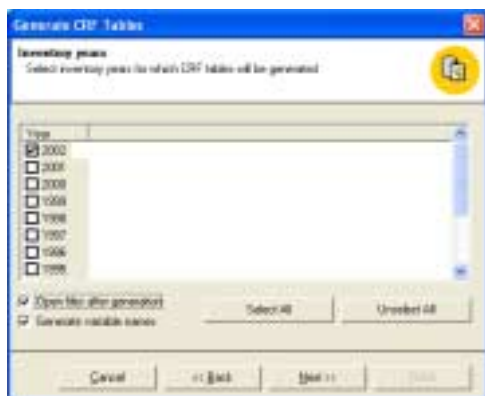 Generate CRF Tables
Inventory years
Select inventory years for which CRF tables will be generated
Year
2002
2001
2000
1999
1998
1997
1996
1995
Open files after generation
Generate variable names
Select All
Unselect All
Cancel
<< Back
Next >>